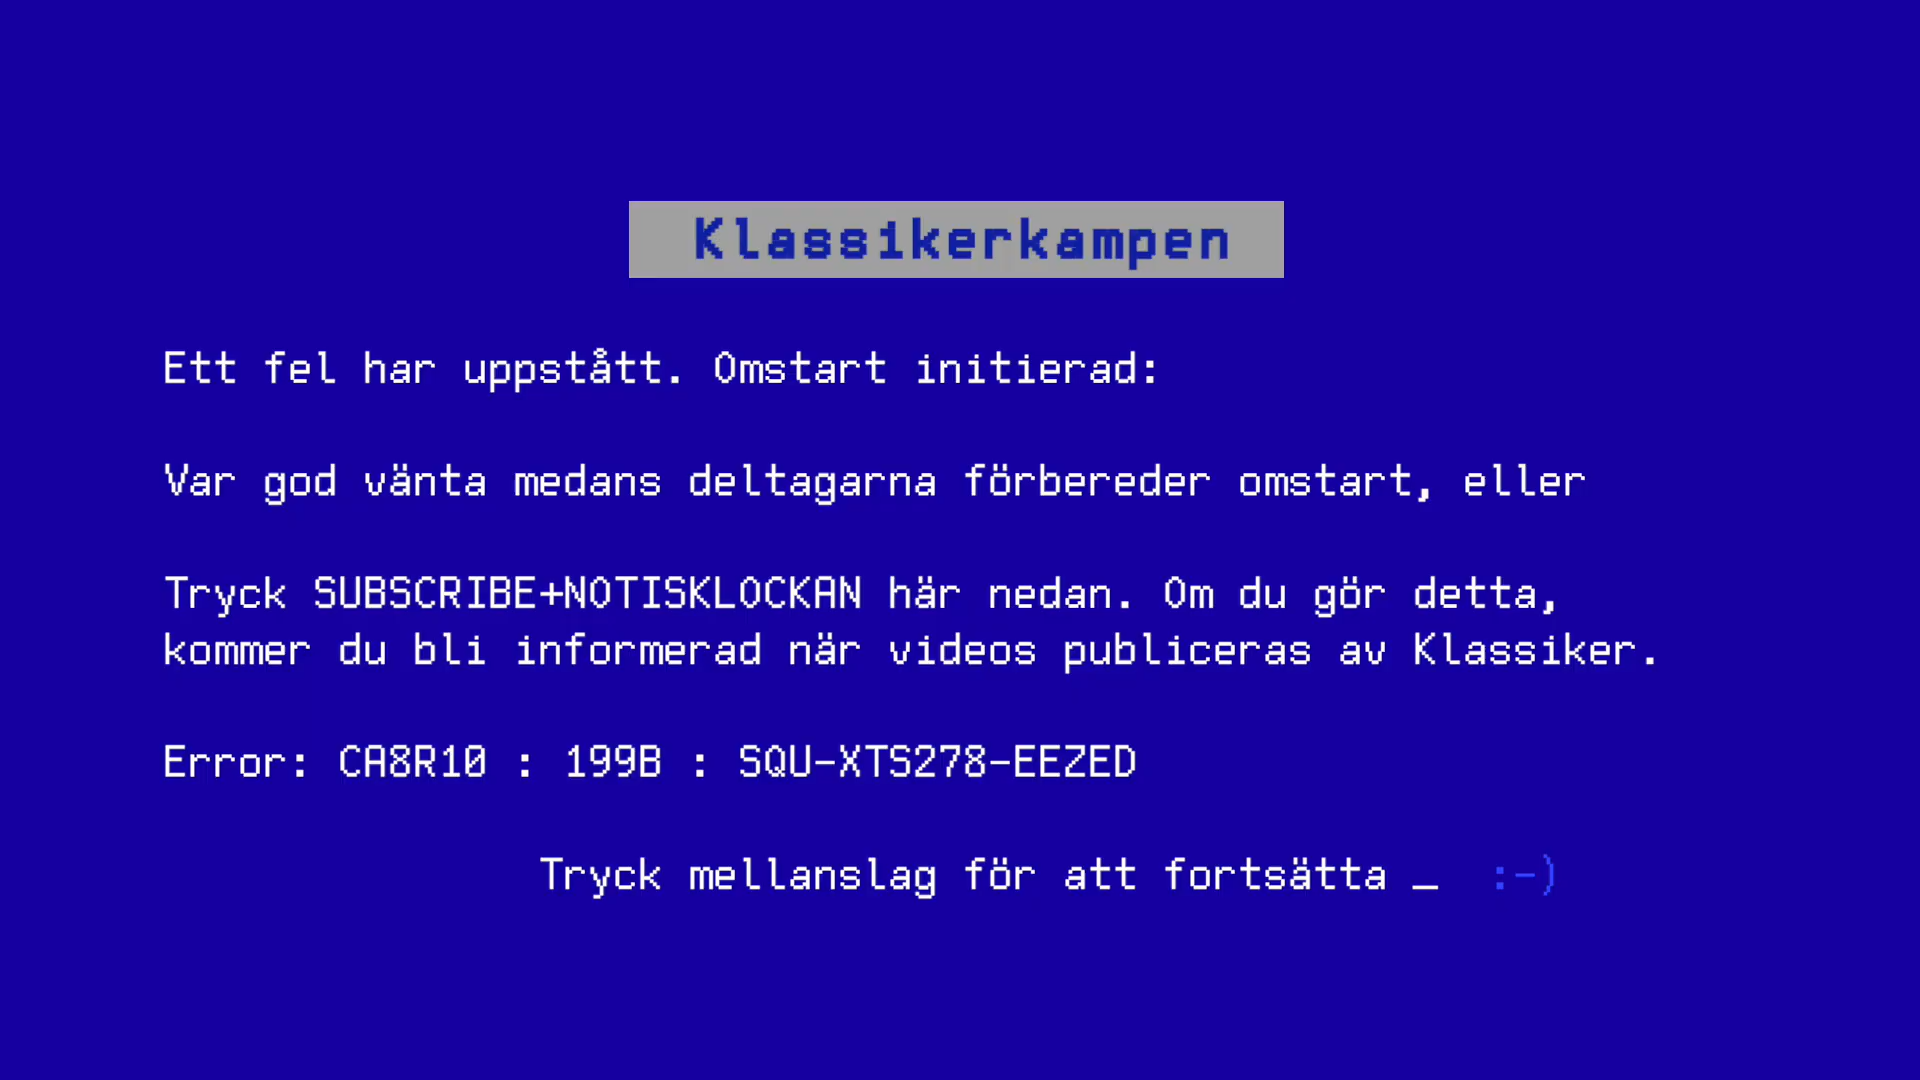 Klassikerkampen
Ett fel har uppstått. Omstart initierad:
Var god vänta medans deltagarna förbereder omstart, eller
Tryck SUBSCRIBE+NOTISKLOCKAN här nedan. Om du gör detta,
kommer du bli informerad när videos publiceras av Klassiker.
Error: CA8R10 : 199B : SQU-XTS278-EEZED
Tryck mellanslag för att fortsätta _ :-)